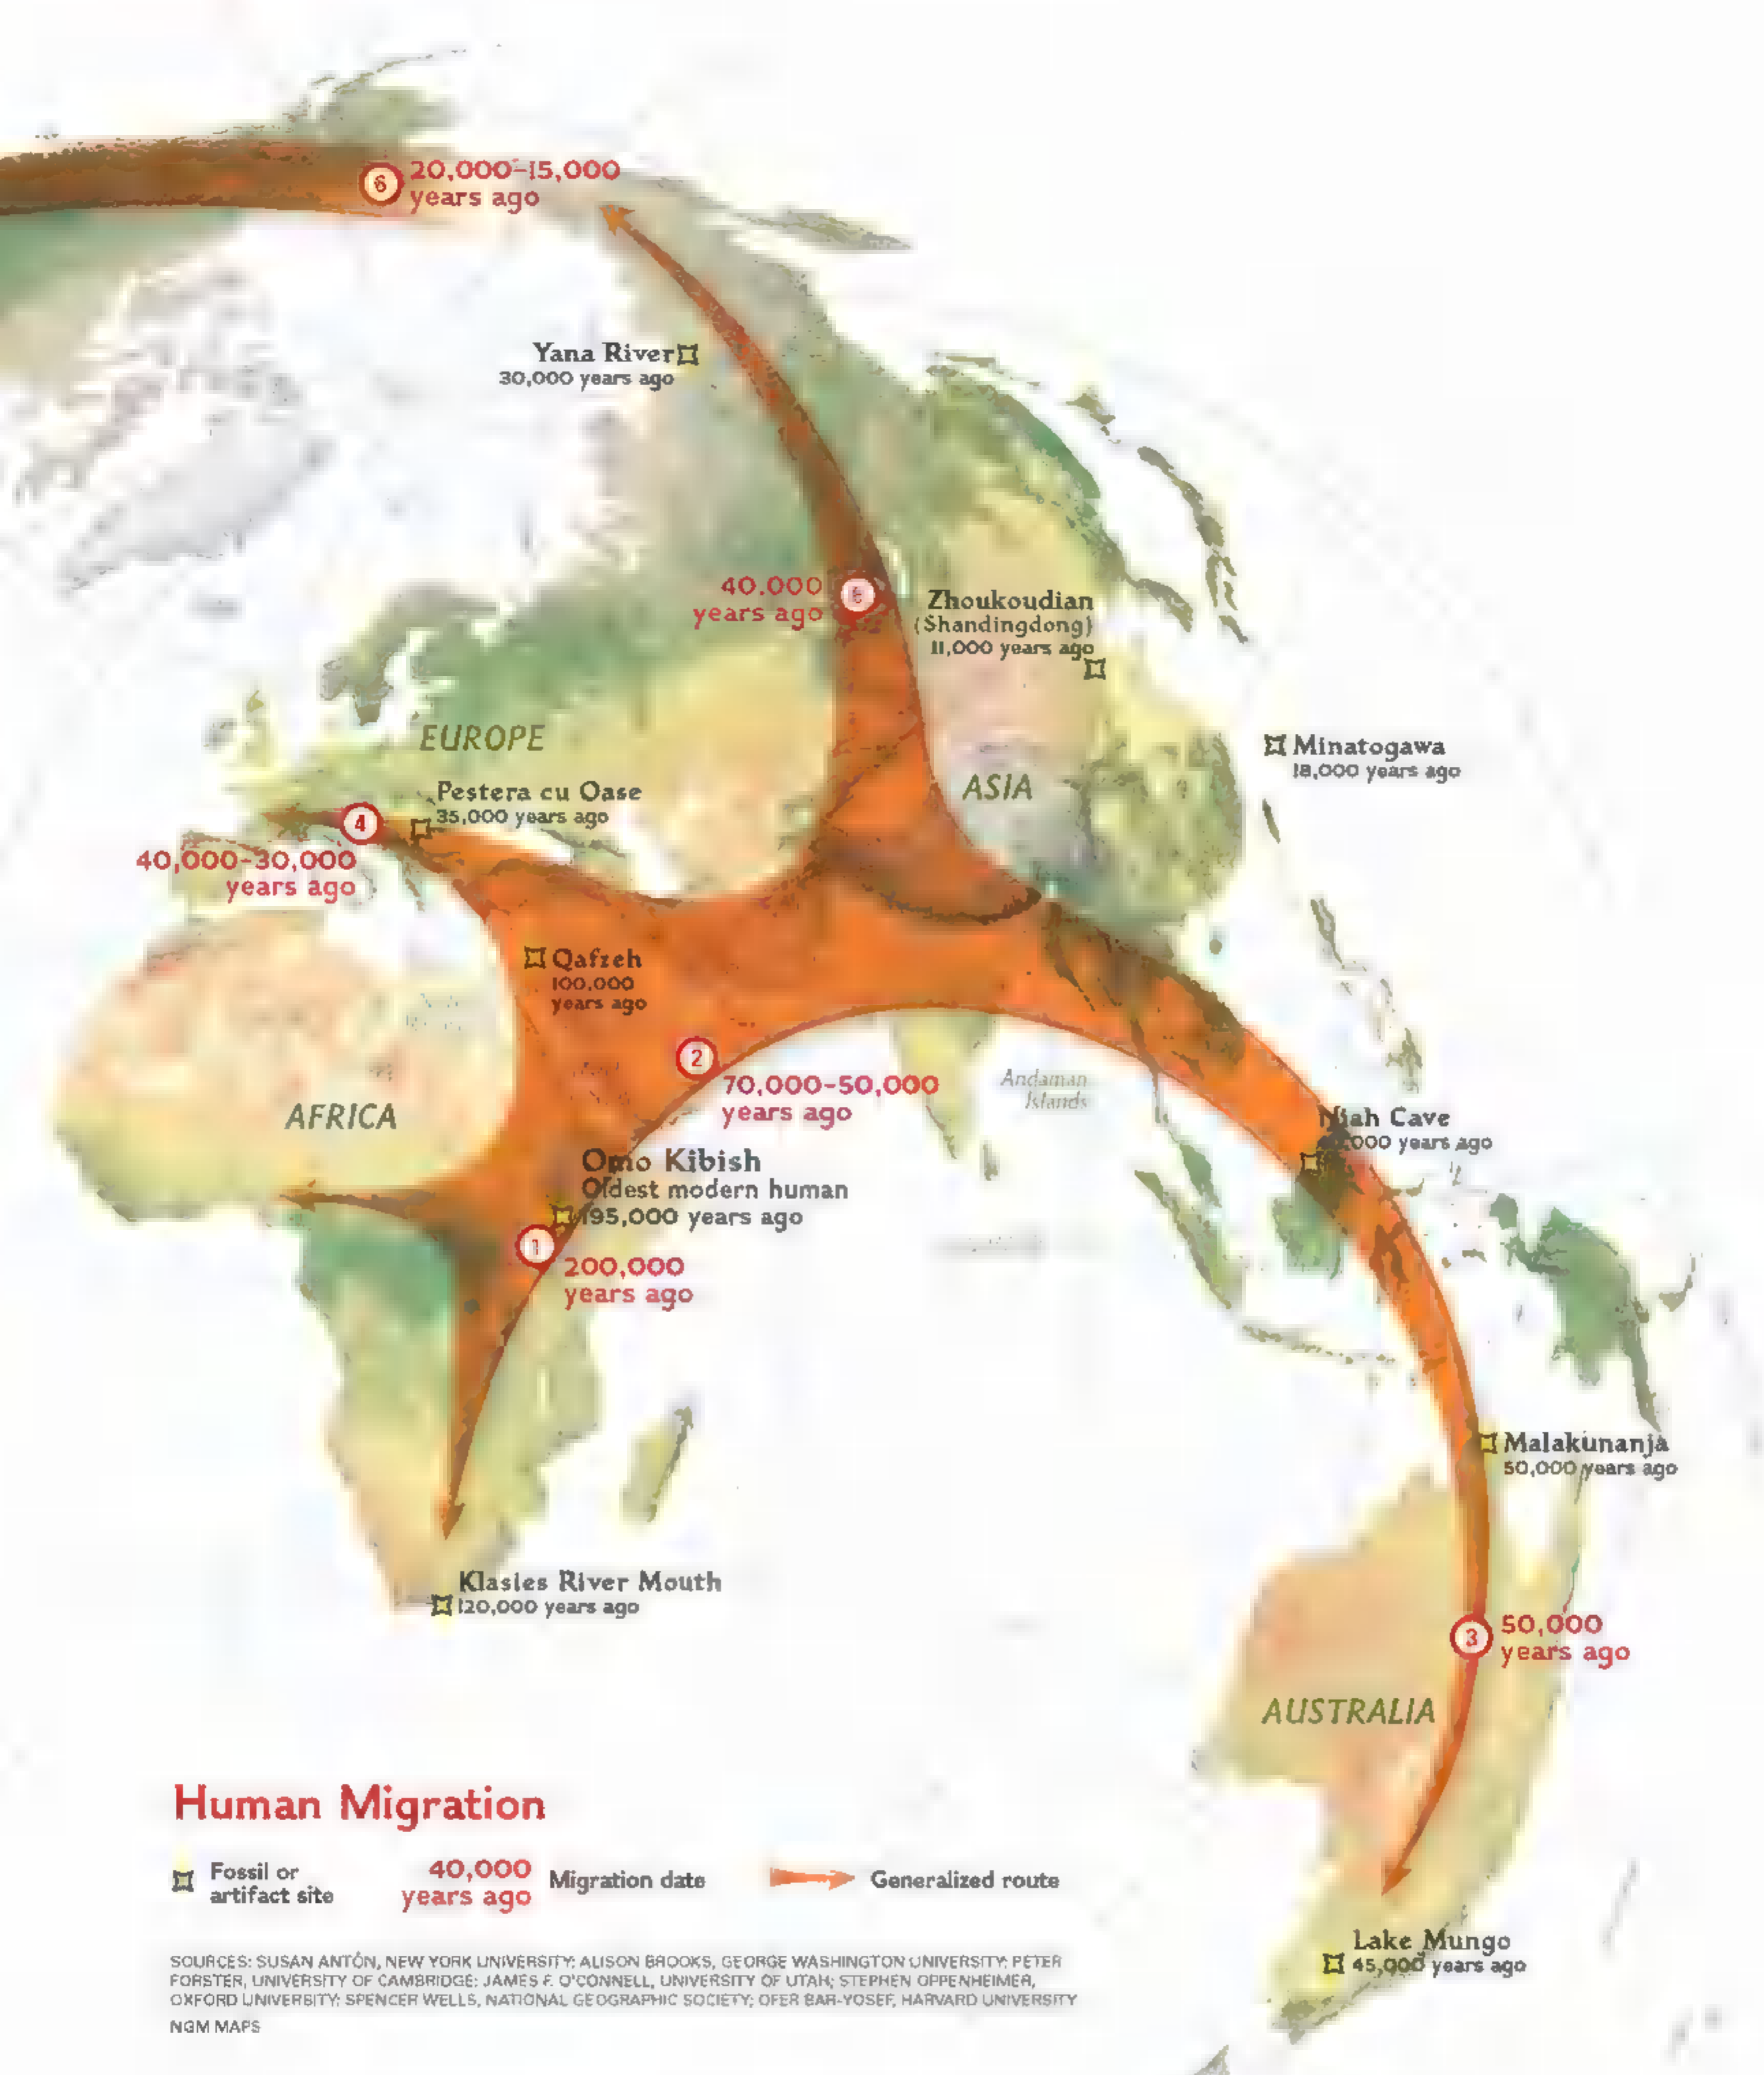 6
20,000-15,000
years ago
Yana River
30,000 years ago
40.000
years ago
Zhoukoudian
(Shandingdong)
11,000 years ago
EUROPE
ASIA
Minatogawa
18,000 years ago
Pestera cu Oase
35,000 years ago
4
40,000-30,000
years ago
Qafzeh
100,000
years ago
2
70,000-50,000
years ago
Andaman
Islands
AFRICA
Niah Cave
years ago
Omo Kibish
Oldest modern human
195,000 years ago
1
200,000
years ago
Malakunanja
50,000 years ago
Klasies River Mouth
120,000 years ago
3
50,000
years ago
AUSTRALIA
Human Migration
Fossil or
artifact site
40,000
years ago
Migration date
Generalized route
Lake Mungo
45,000 years ago
SOURCES: SUSAN ANTÓN, NEW YORK UNIVERSITY; ALISON BROOKS, GEORGE WASHINGTON UNIVERSITY; PETER
FORSTER, UNIVERSITY OF CAMBRIDGE; JAMES F. O'CONNELL, UNIVERSITY OF UTAH; STEPHEN OPPENHEIMER,
OXFORD UNIVERSITY; SPENCER WELLS, NATIONAL GEOGRAPHIC SOCIETY; OFER BAR-YOSEF, HARVARD UNIVERSITY
NGM MAPS